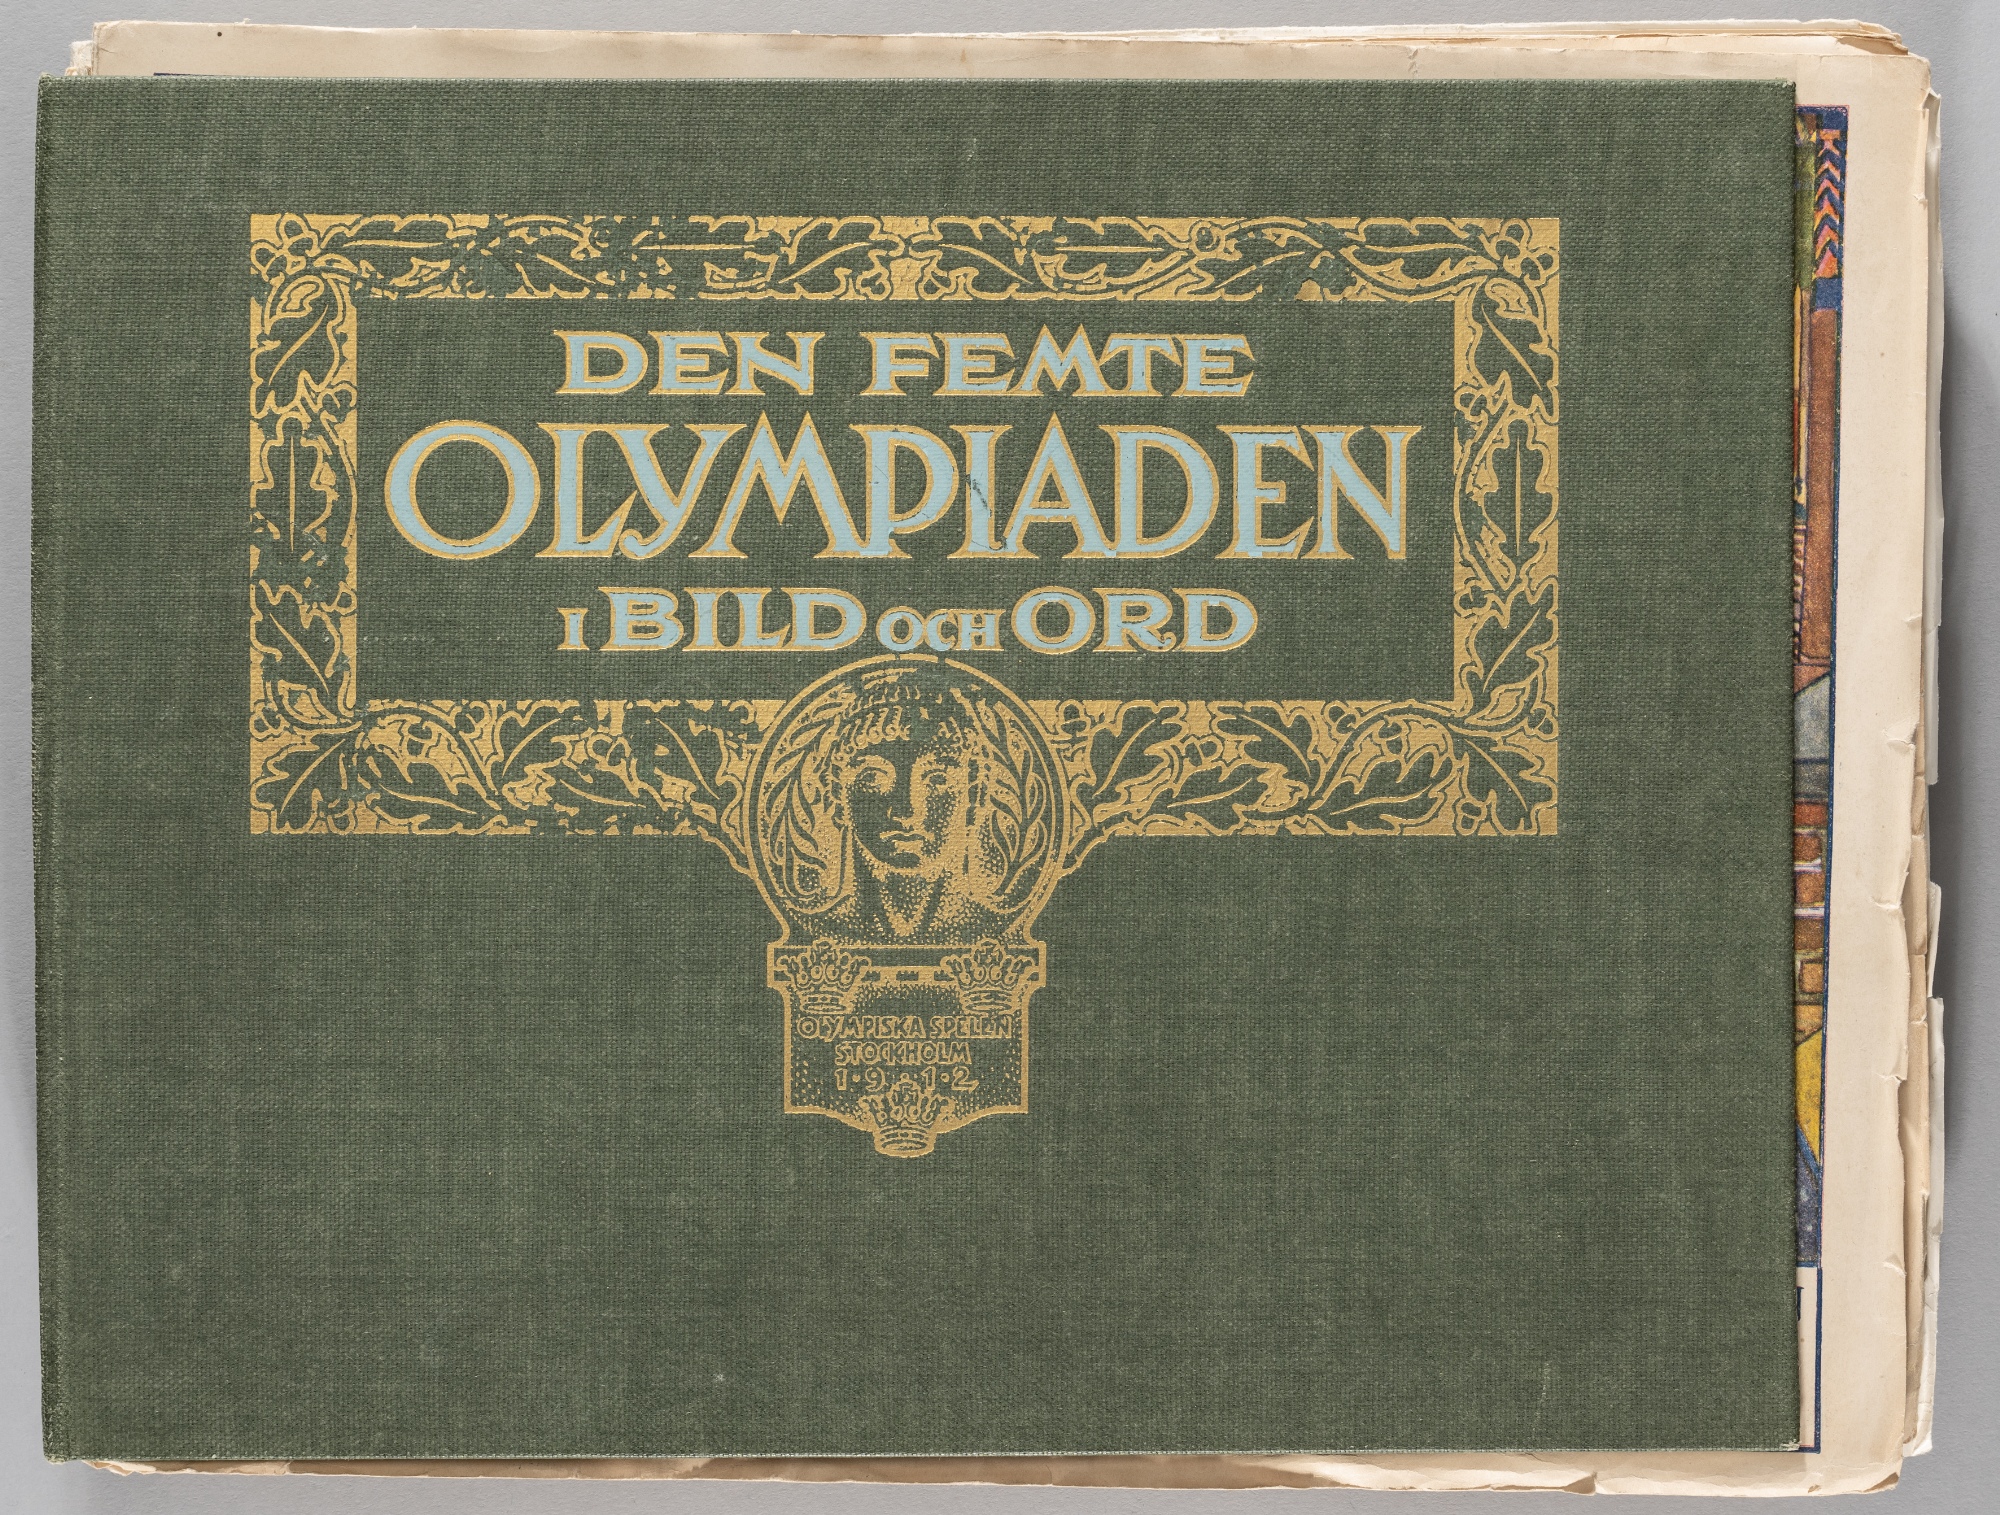 DEN FEMTE
OLYMPIADEN
I BILD OCH ORD
OLYMPISKA SPELEN
STOCKHOLM
1·9·1·2